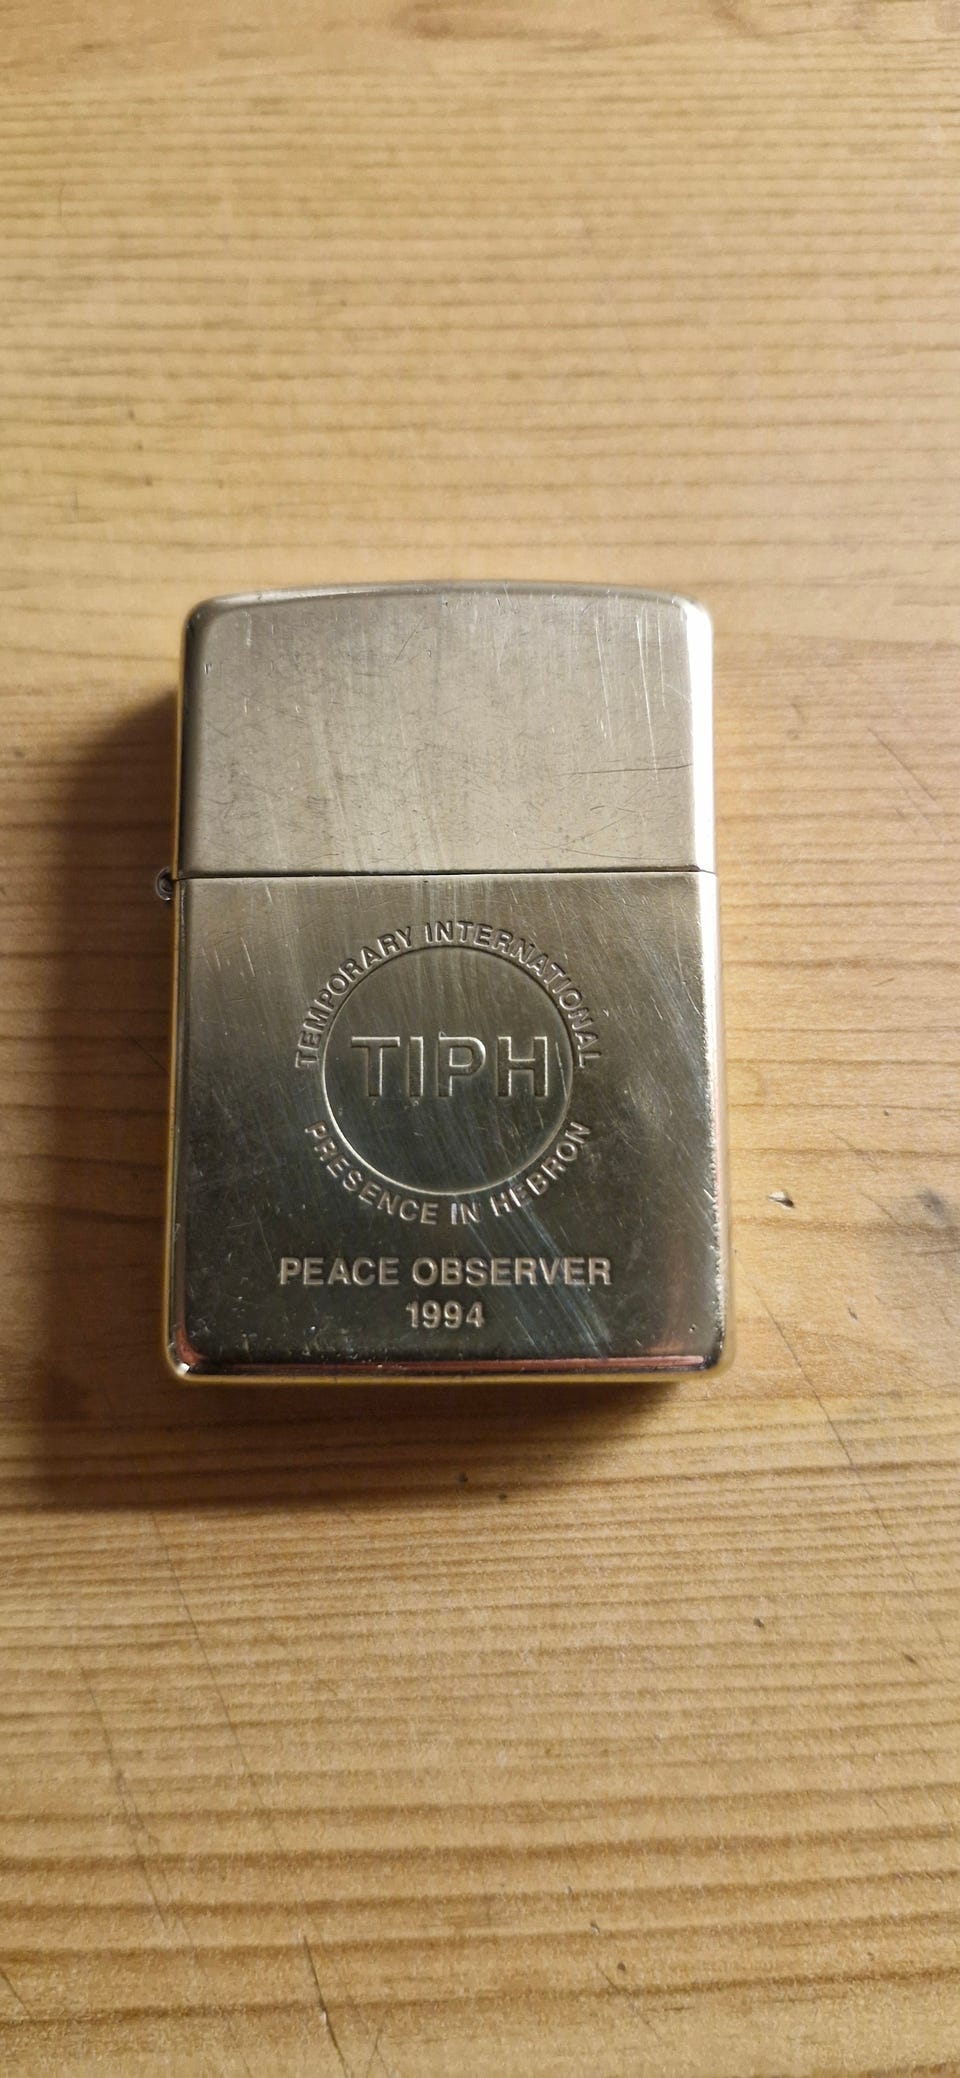 TEMPORARY INTERNATIONAL
TIPH
PRESENCE IN HEBRON
PEACE OBSERVER
1994